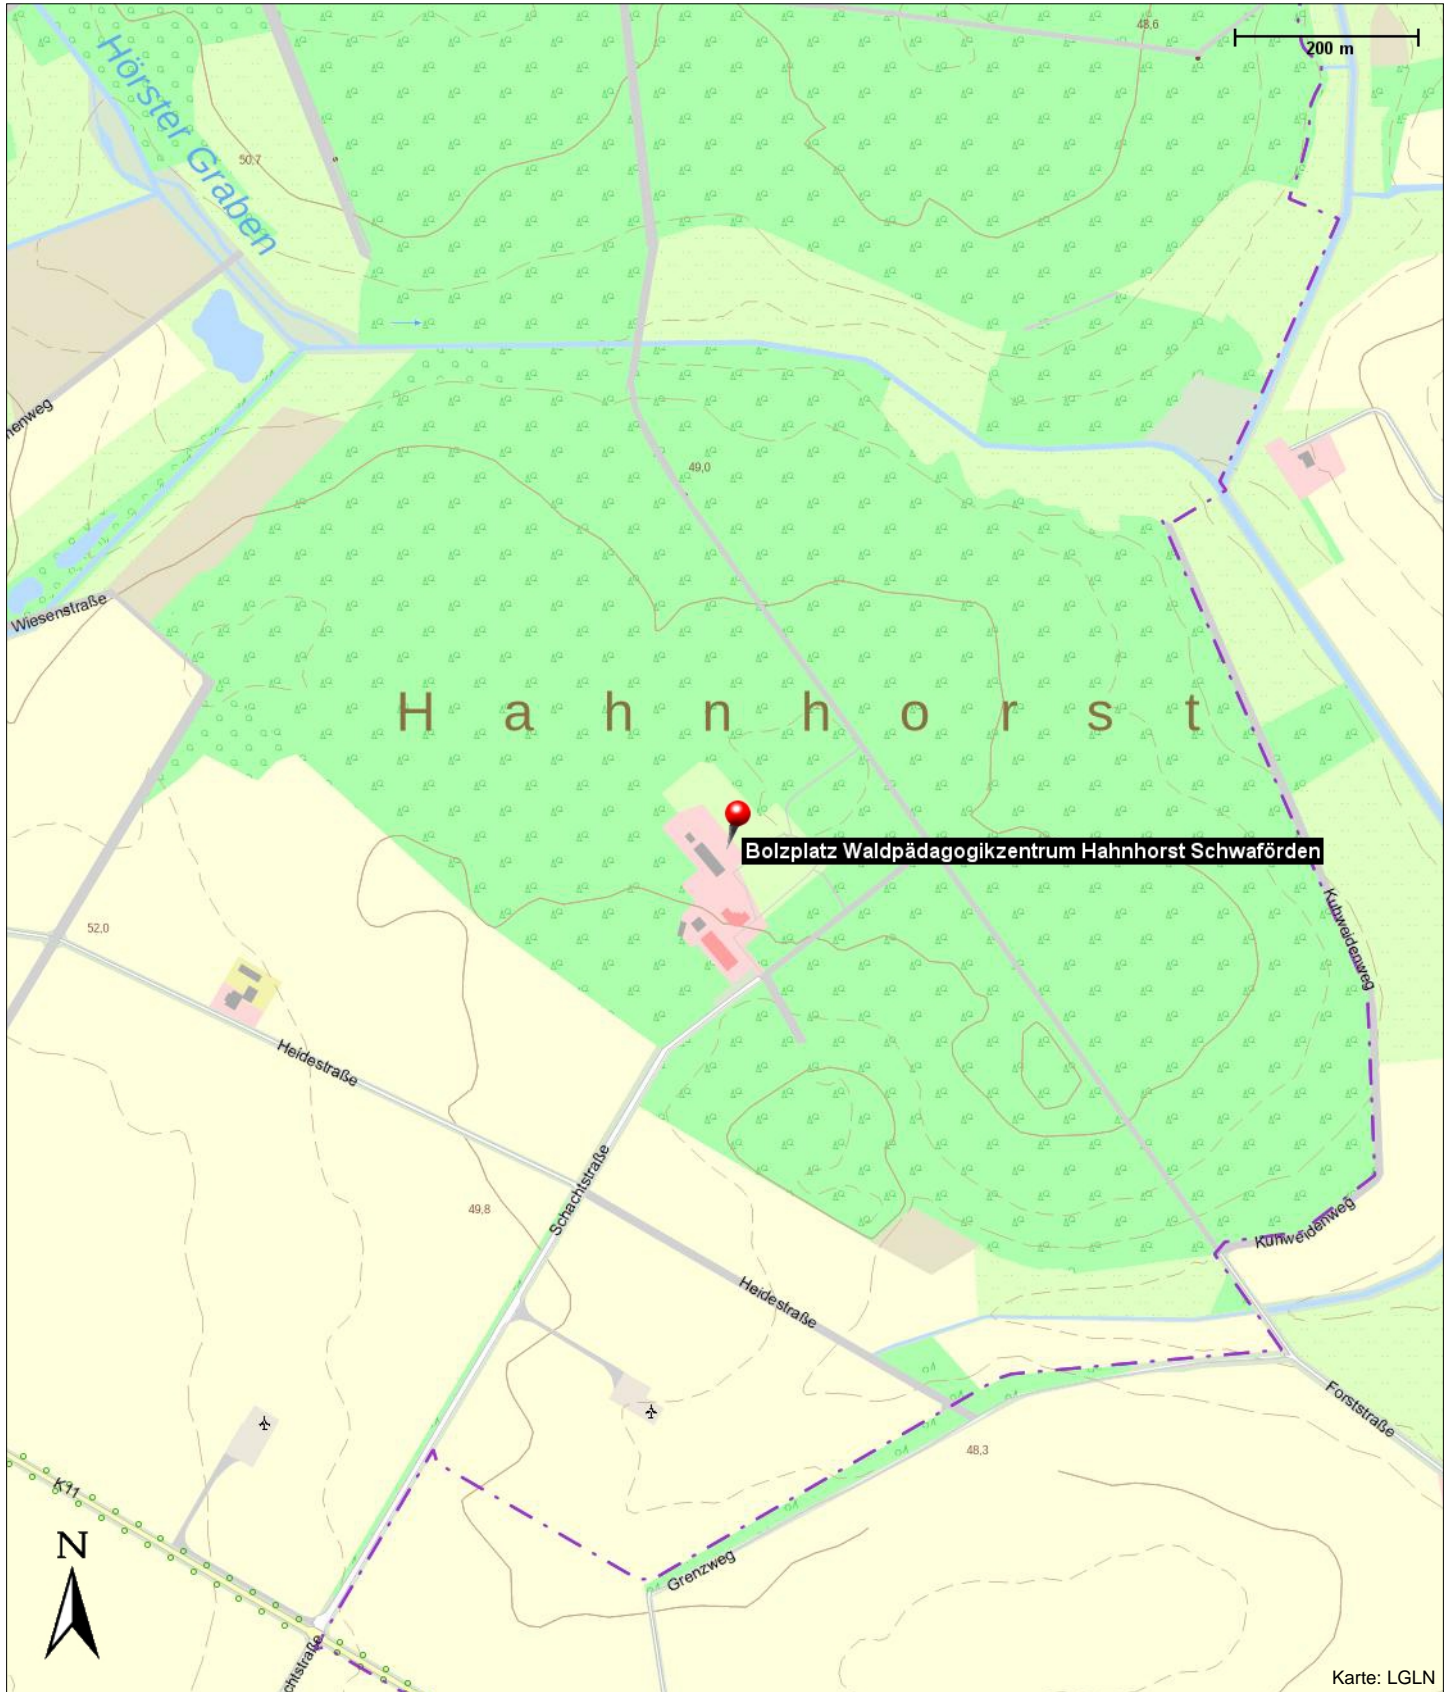 48,6
200 m
Hörster Graben
50,7
henweg
49,0
Wiesenstraße
Hahnhorst
Bolzplatz Waldpädagogikzentrum Hahnhorst Schwaförden
Kuhweidenweg
52,0
Heidestraße
Schachtstraße
49,8
Kuhweidenweg
Heidestraße
Forststraße
48,3
K11
N
Grenzweg
chtstraße
Karte: LGLN